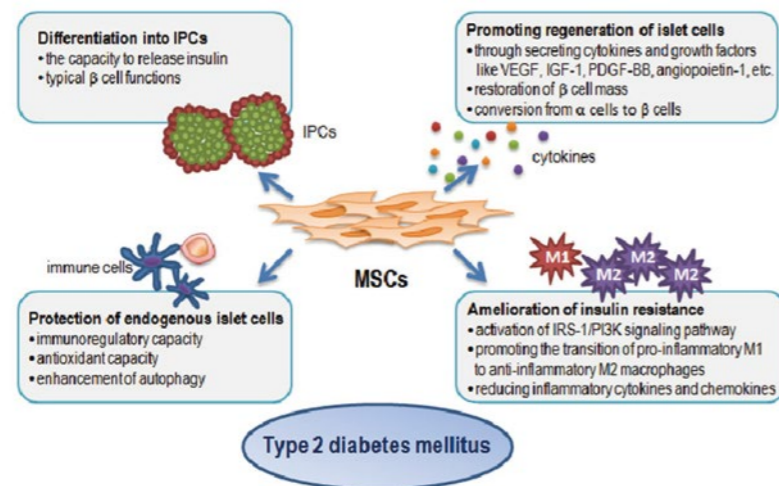 Differentiation into IPCs
• the capacity to release insulin
• typical β cell functions
IPCs
Promoting regeneration of islet cells
• through secreting cytokines and growth factors
like VEGF, IGF-1, PDGF-BB, angiopoietin-1, etc.
• restoration of β cell mass
• conversion from α cells to β cells
cytokines
MSCs
immune cells
Protection of endogenous islet cells
• immunoregulatory capacity
• antioxidant capacity
• enhancement of autophagy
M1
M2
M2
M2
Amelioration of insulin resistance
• activation of IRS-1/PI3K signaling pathway
• promoting the transition of pro-inflammatory M1
to anti-inflammatory M2 macrophages
• reducing inflammatory cytokines and chemokines
Type 2 diabetes mellitus